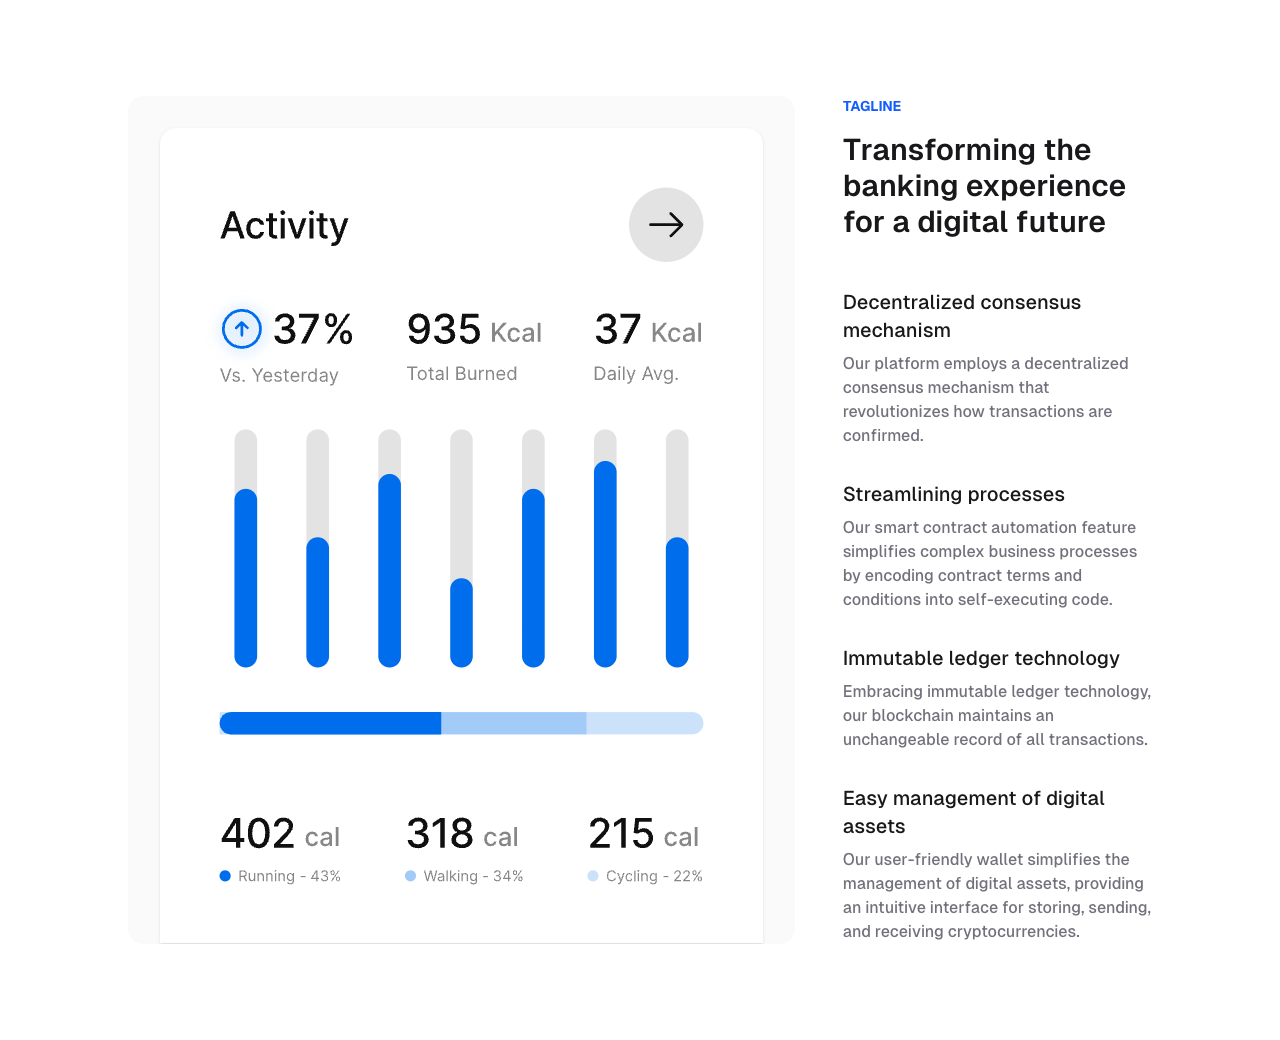 Activity
37%
Vs. Yesterday
935 Kcal
Total Burned
37 Kcal
Daily Avg.
402 cal
Running - 43%
318 cal
Walking - 34%
215 cal
Cycling - 22%
TAGLINE
Transforming the
banking experience
for a digital future
Decentralized consensus
mechanism
Our platform employs a decentralized
consensus mechanism that
revolutionizes how transactions are
confirmed.
Streamlining processes
Our smart contract automation feature
simplifies complex business processes
by encoding contract terms and
conditions into self-executing code.
Immutable ledger technology
Embracing immutable ledger technology,
our blockchain maintains an
unchangeable record of all transactions.
Easy management of digital
assets
Our user-friendly wallet simplifies the
management of digital assets, providing
an intuitive interface for storing, sending,
and receiving cryptocurrencies.